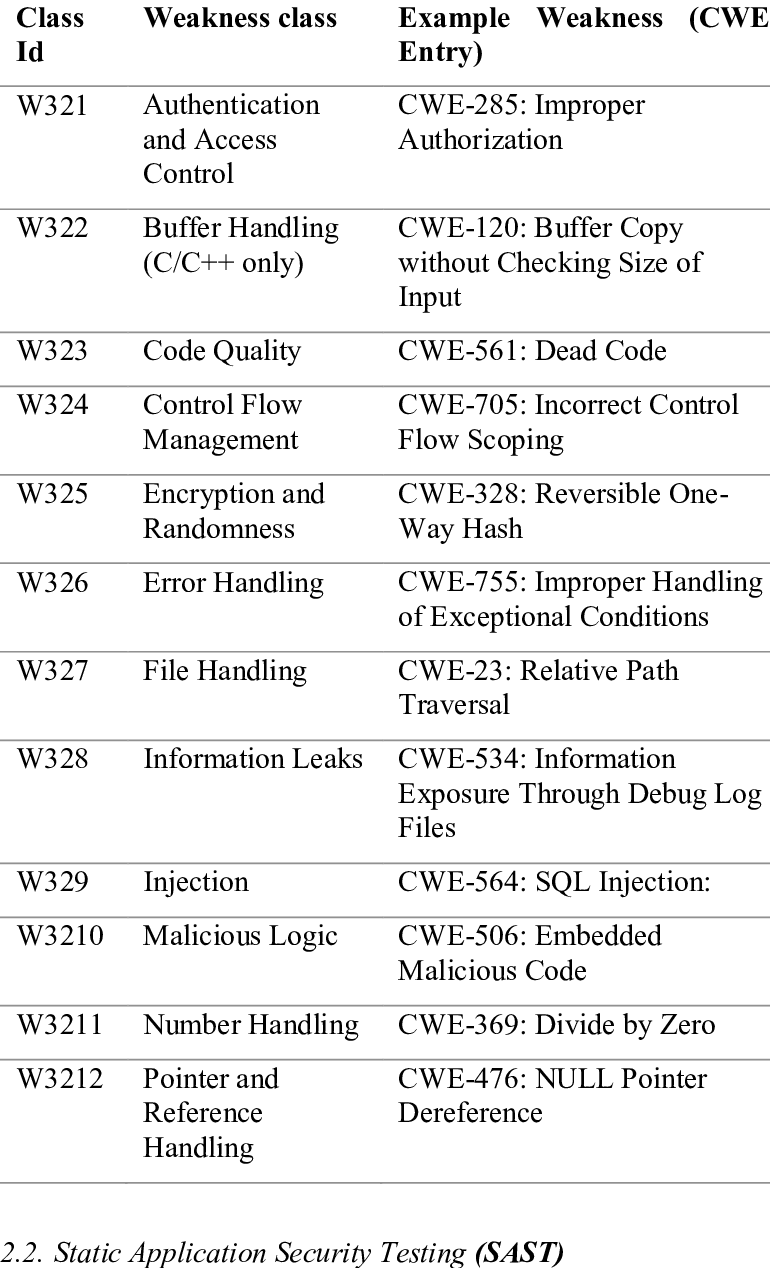 Class Weakness class Example Weakness (CWE
Id Entry)
W321 Authentication CWE-285: Improper
and Access Authorization
Control
W322 Buffer Handling CWE-120: Buffer Copy
(C/C++ only) without Checking Size of
Input
W323 Code Quality CWE-561: Dead Code
W324 Control Flow CWE-705: Incorrect Control
Management Flow Scoping
W325 Encryption and CWE-328: Reversible One-
Randomness Way Hash
W326 Error Handling CWE-755: Improper Handling
of Exceptional Conditions
W327 File Handling CWE-23: Relative Path
Traversal
W328 Information Leaks CWE-534: Information
Exposure Through Debug Log
Files
W329 Injection CWE-564: SQL Injection:
W3210 Malicious Logic CWE-506: Embedded
Malicious Code
W3211 Number Handling CWE-369: Divide by Zero
W3212 Pointer and CWE-476: NULL Pointer
Reference Dereference
Handling
2.2. Static Application Security Testing (SAST)